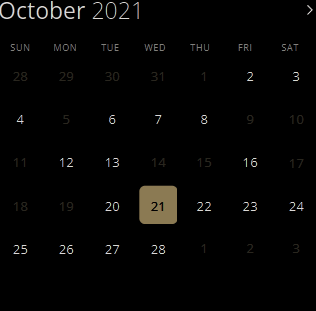 October 2021
SUN MON TUE WED THU FRI SAT
28 29 30 31 1 2 3
4 5 6 7 8 9 10
11 12 13 14 15 16 17
18 19 20 21 22 23 24
25 26 27 28 1 2 3